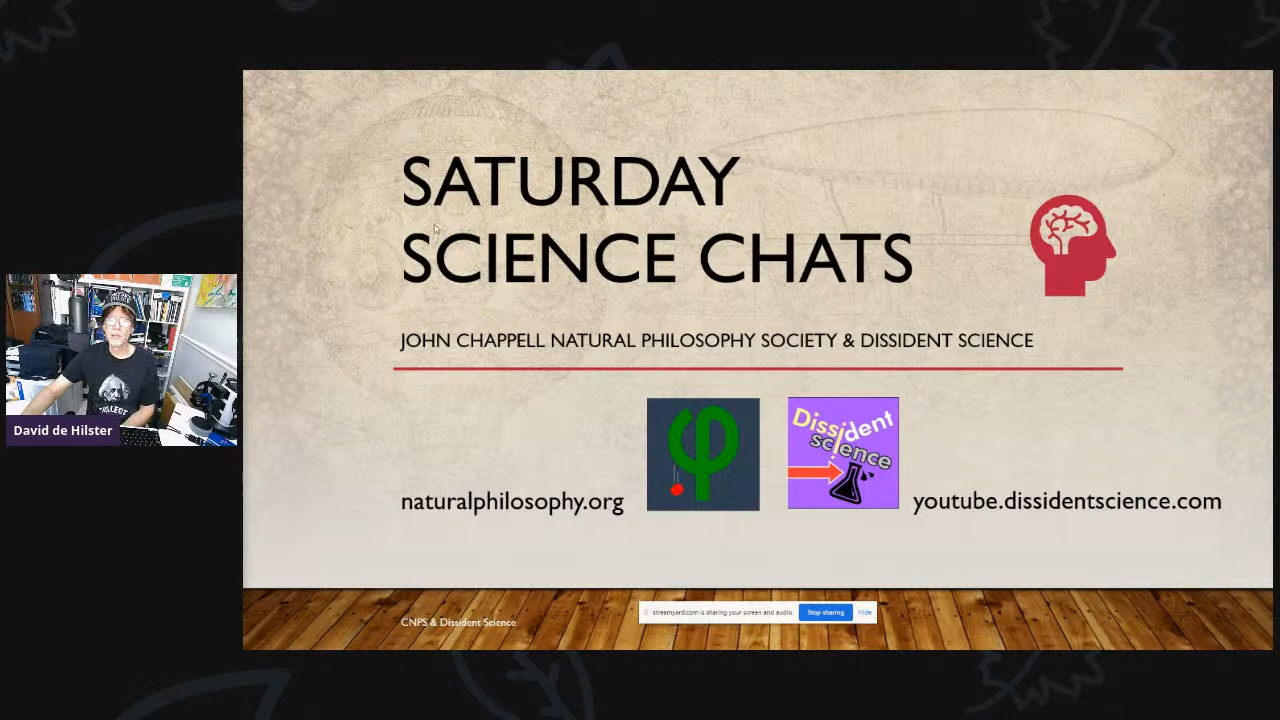 SATURDAY
SCIENCE CHATS
JOHN CHAPPELL NATURAL PHILOSOPHY SOCIETY & DISSIDENT SCIENCE
David de Hilster
Dissident
science
naturalphilosophy.org
youtube.dissidentscience.com
streamyard.com is sharing your screen and audio.
Stop sharing
Hide
CNPS & Dissident Science